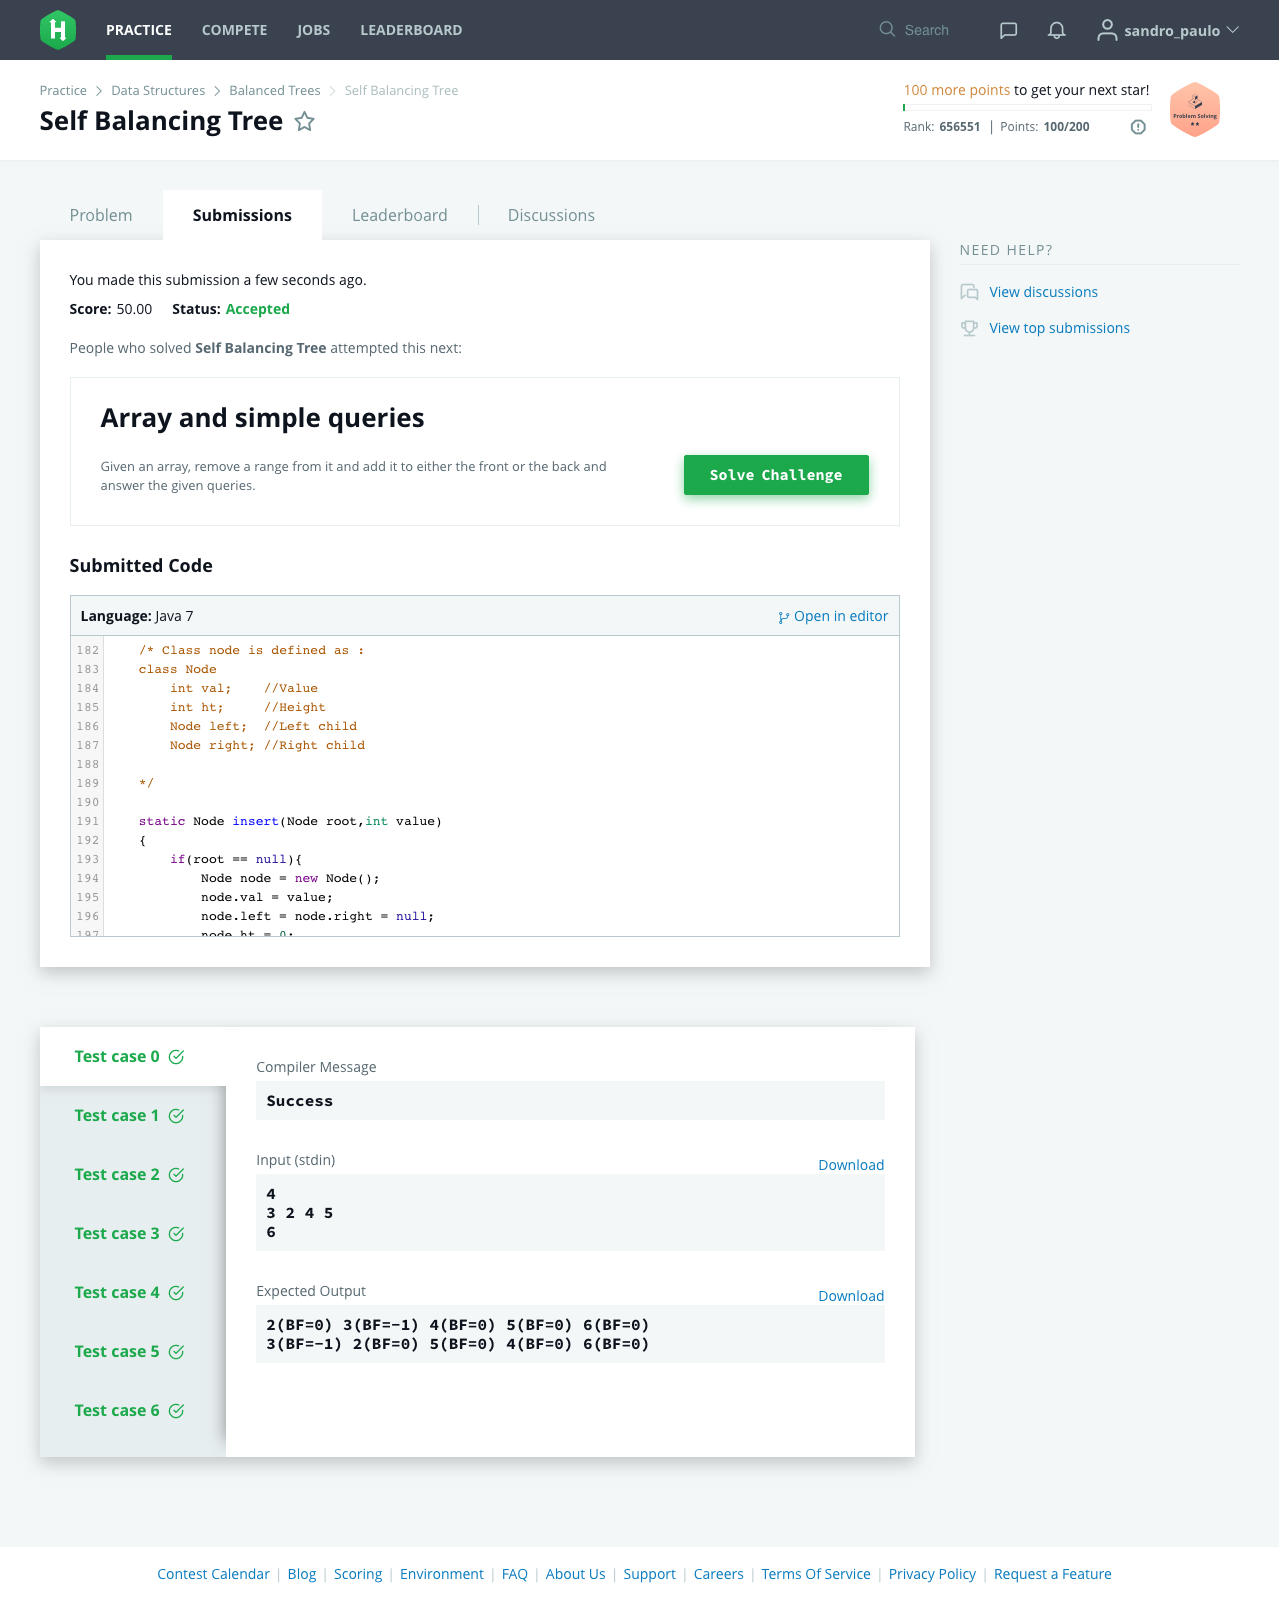 PRACTICE COMPETE JOBS LEADERBOARD Search sandro_paulo
Practice > Data Structures > Balanced Trees > Self Balancing Tree
Self Balancing Tree
100 more points to get your next star!
Rank: 656551 | Points: 100/200
Problem Solving
Problem Submissions Leaderboard | Discussions
You made this submission a few seconds ago.
Score: 50.00 Status: Accepted
People who solved Self Balancing Tree attempted this next:
Array and simple queries
Given an array, remove a range from it and add it to either the front or the back and
answer the given queries.
Solve Challenge
Submitted Code
Language: Java 7 Open in editor
182 /* Class node is defined as :
183 class Node
184 int val; //Value
185 int ht; //Height
186 Node left; //Left child
187 Node right; //Right child
188
189 */
190
191 static Node insert(Node root,int value)
192 {
193 if(root == null){
194 Node node = new Node();
195 node.val = value;
196 node.left = node.right = null;
197 node.ht = 0;
NEED HELP?
View discussions
View top submissions
Test case 0
Test case 1
Test case 2
Test case 3
Test case 4
Test case 5
Test case 6
Compiler Message
Success
Input (stdin) Download
4
3 2 4 5
6
Expected Output Download
2(BF=0) 3(BF=-1) 4(BF=0) 5(BF=0) 6(BF=0)
3(BF=-1) 2(BF=0) 5(BF=0) 4(BF=0) 6(BF=0)
Contest Calendar | Blog | Scoring | Environment | FAQ | About Us | Support | Careers | Terms Of Service | Privacy Policy | Request a Feature